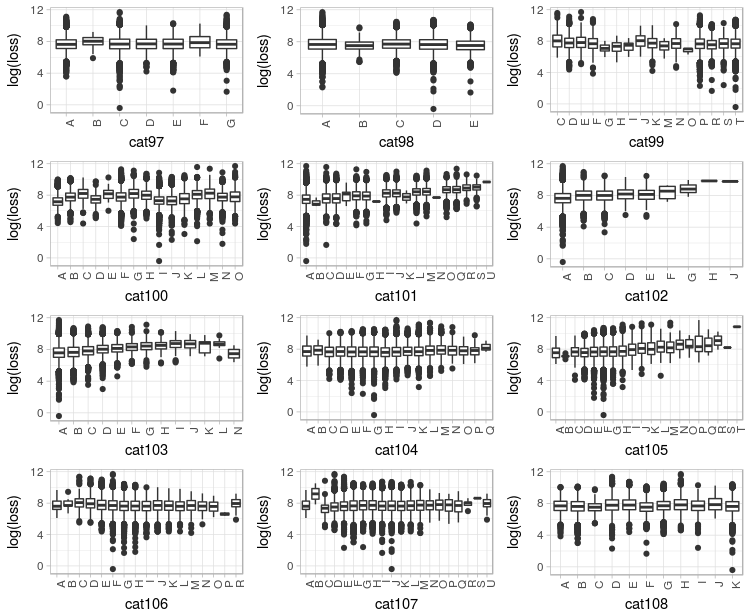 log(loss)
12
8
4
0
A B C D E F G
cat97
log(loss)
12
8
4
0
A B C D E
cat98
log(loss)
12
8
4
0
C D E F G H I J K M N O P R S T
cat99
log(loss)
12
8
4
0
A B C D E F G H I J K L M N O
cat100
log(loss)
12
8
4
0
A B C D E F G H I J K L M N O Q R S U
cat101
log(loss)
12
8
4
0
A B C D E F G H J
cat102
log(loss)
12
8
4
0
A B C D E F G H I J K L N
cat103
log(loss)
12
8
4
0
A B C D E F G H I J K L M N O P Q
cat104
log(loss)
12
8
4
0
A B C D E F G H I J K L M N O P Q R S T
cat105
log(loss)
12
8
4
0
A B C D E F G H I J K L M N O P R
cat106
log(loss)
12
8
4
0
A B C D E F G H I J K L M N O P Q R S U
cat107
log(loss)
12
8
4
0
A B C D E F G H I J K
cat108